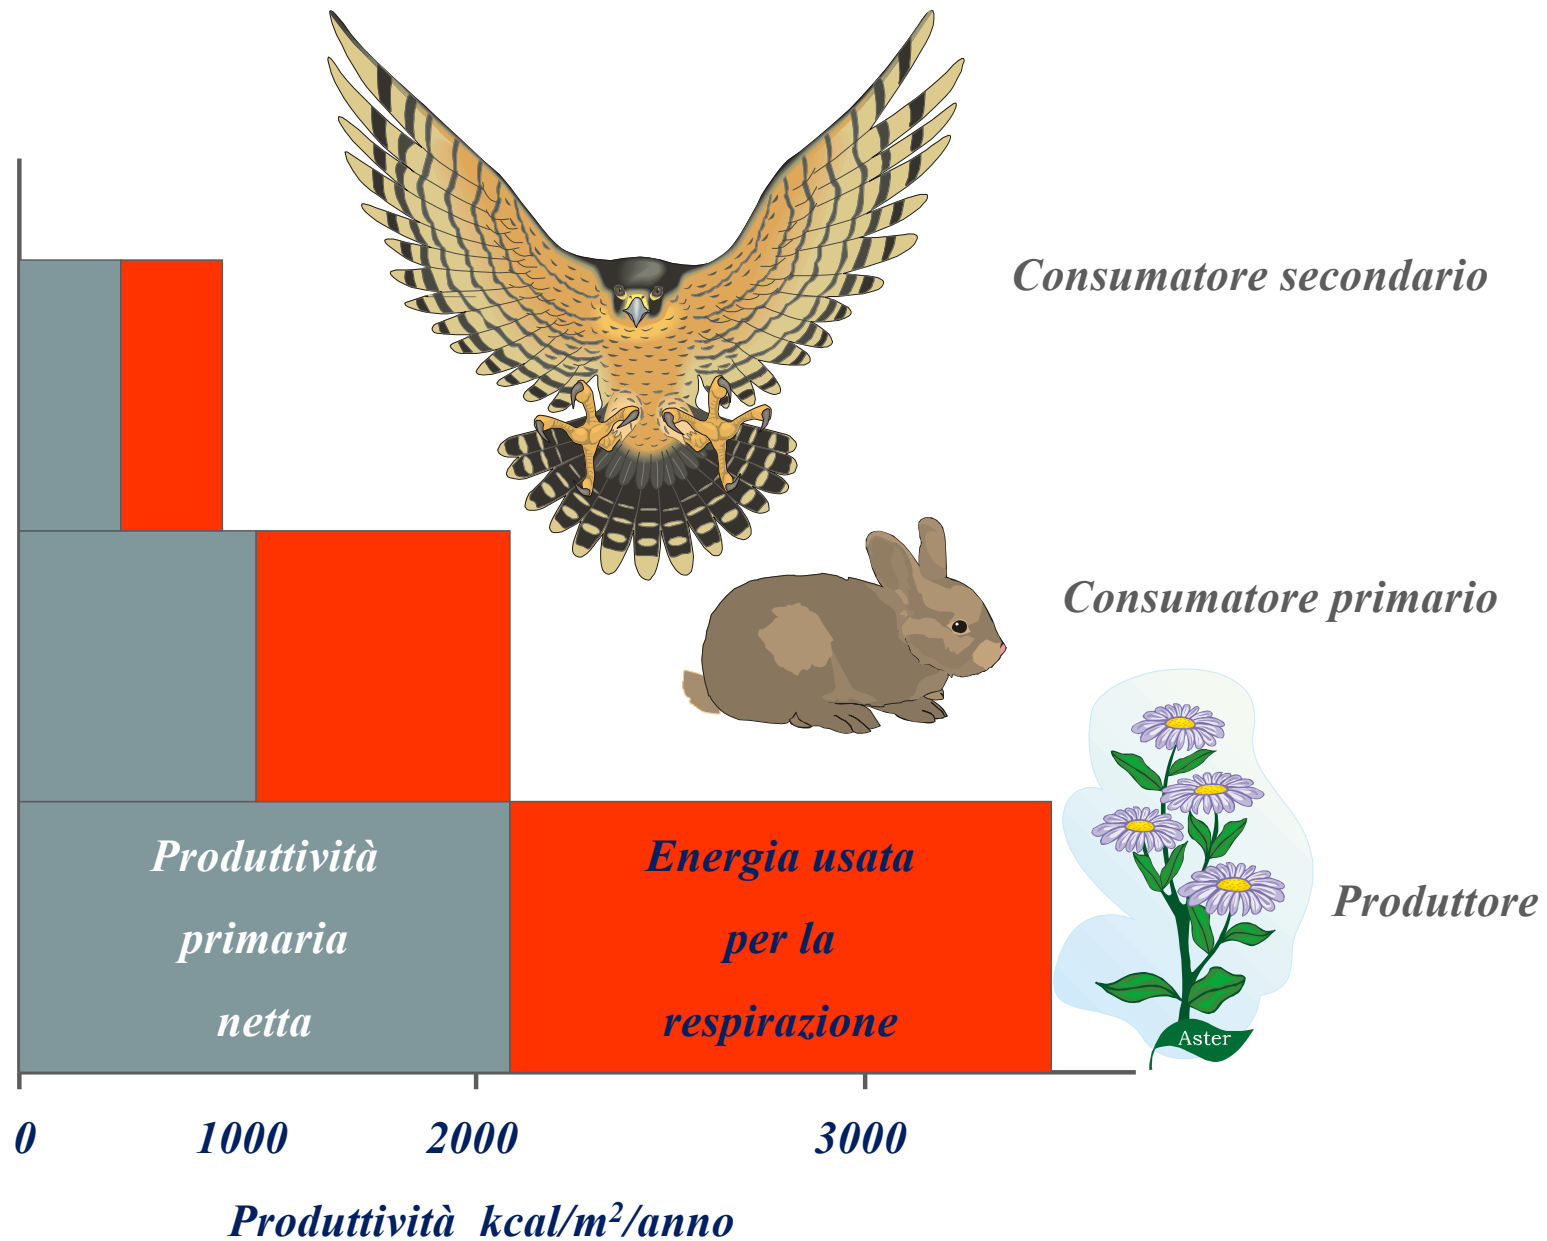 Consumatore secondario
Consumatore primario
Produttività
primaria
netta
Energia usata
per la
respirazione
Produttore
Aster
0 1000 2000 3000
Produttività kcal/m²/anno